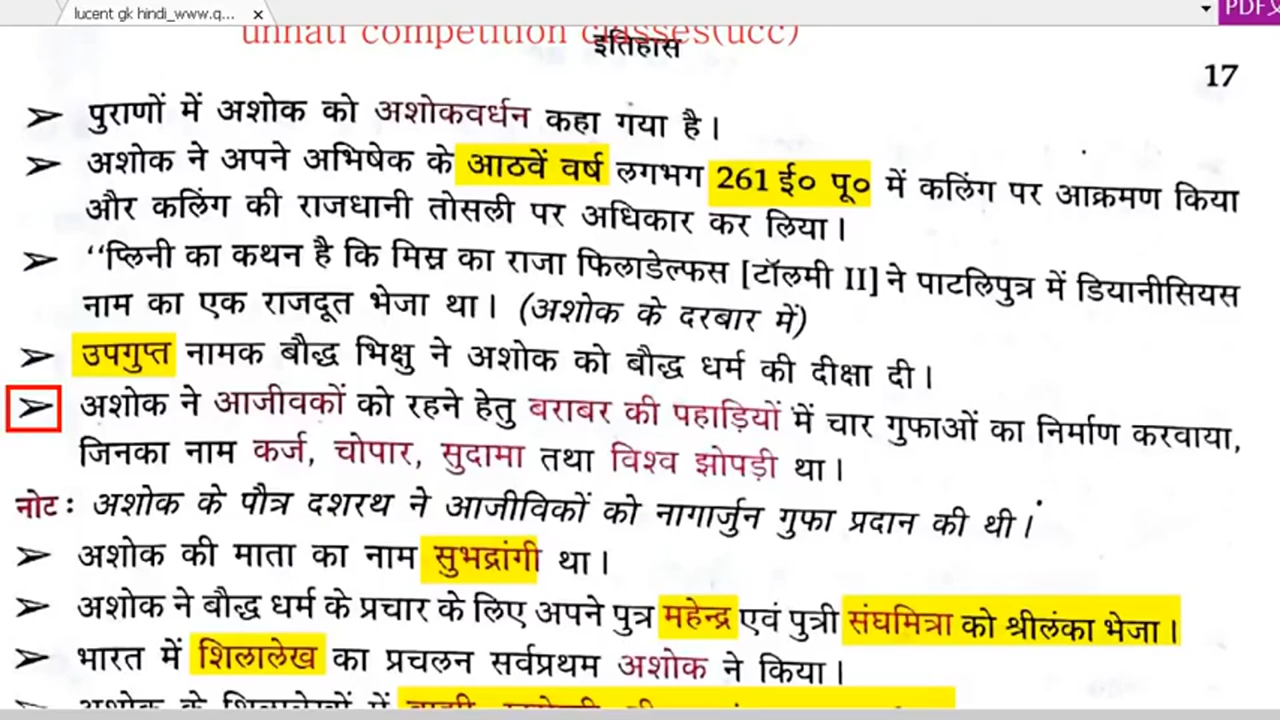 lucent gk hindi_www.q... ×
PDF
unnati competition classes(ucc)
इतिहास
17
➢ पुराणों में अशोक को अशोकवर्धन कहा गया है।
➢ अशोक ने अपने अभिषेक के आठवें वर्ष लगभग 261 ई० पू० में कलिंग पर आक्रमण किया
और कलिंग की राजधानी तोसली पर अधिकार कर लिया।
➢ “प्लिनी का कथन है कि मिस्र का राजा फिलाडेल्फस [टॉलमी II] ने पाटलिपुत्र में डियानीसियस
नाम का एक राजदूत भेजा था। (अशोक के दरबार में)
➢ उपगुप्त नामक बौद्ध भिक्षु ने अशोक को बौद्ध धर्म की दीक्षा दी।
➢ अशोक ने आजीवकों को रहने हेतु बराबर की पहाड़ियों में चार गुफाओं का निर्माण करवाया,
जिनका नाम कर्ज, चोपार, सुदामा तथा विश्व झोपड़ी था।
नोट: अशोक के पौत्र दशरथ ने आजीविकों को नागार्जुन गुफा प्रदान की थी।
➢ अशोक की माता का नाम सुभद्रांगी था।
➢ अशोक ने बौद्ध धर्म के प्रचार के लिए अपने पुत्र महेन्द्र एवं पुत्री संघमित्रा को श्रीलंका भेजा।
➢ भारत में शिलालेख का प्रचलन सर्वप्रथम अशोक ने किया।
➢ अशोक के शिलालेखों में